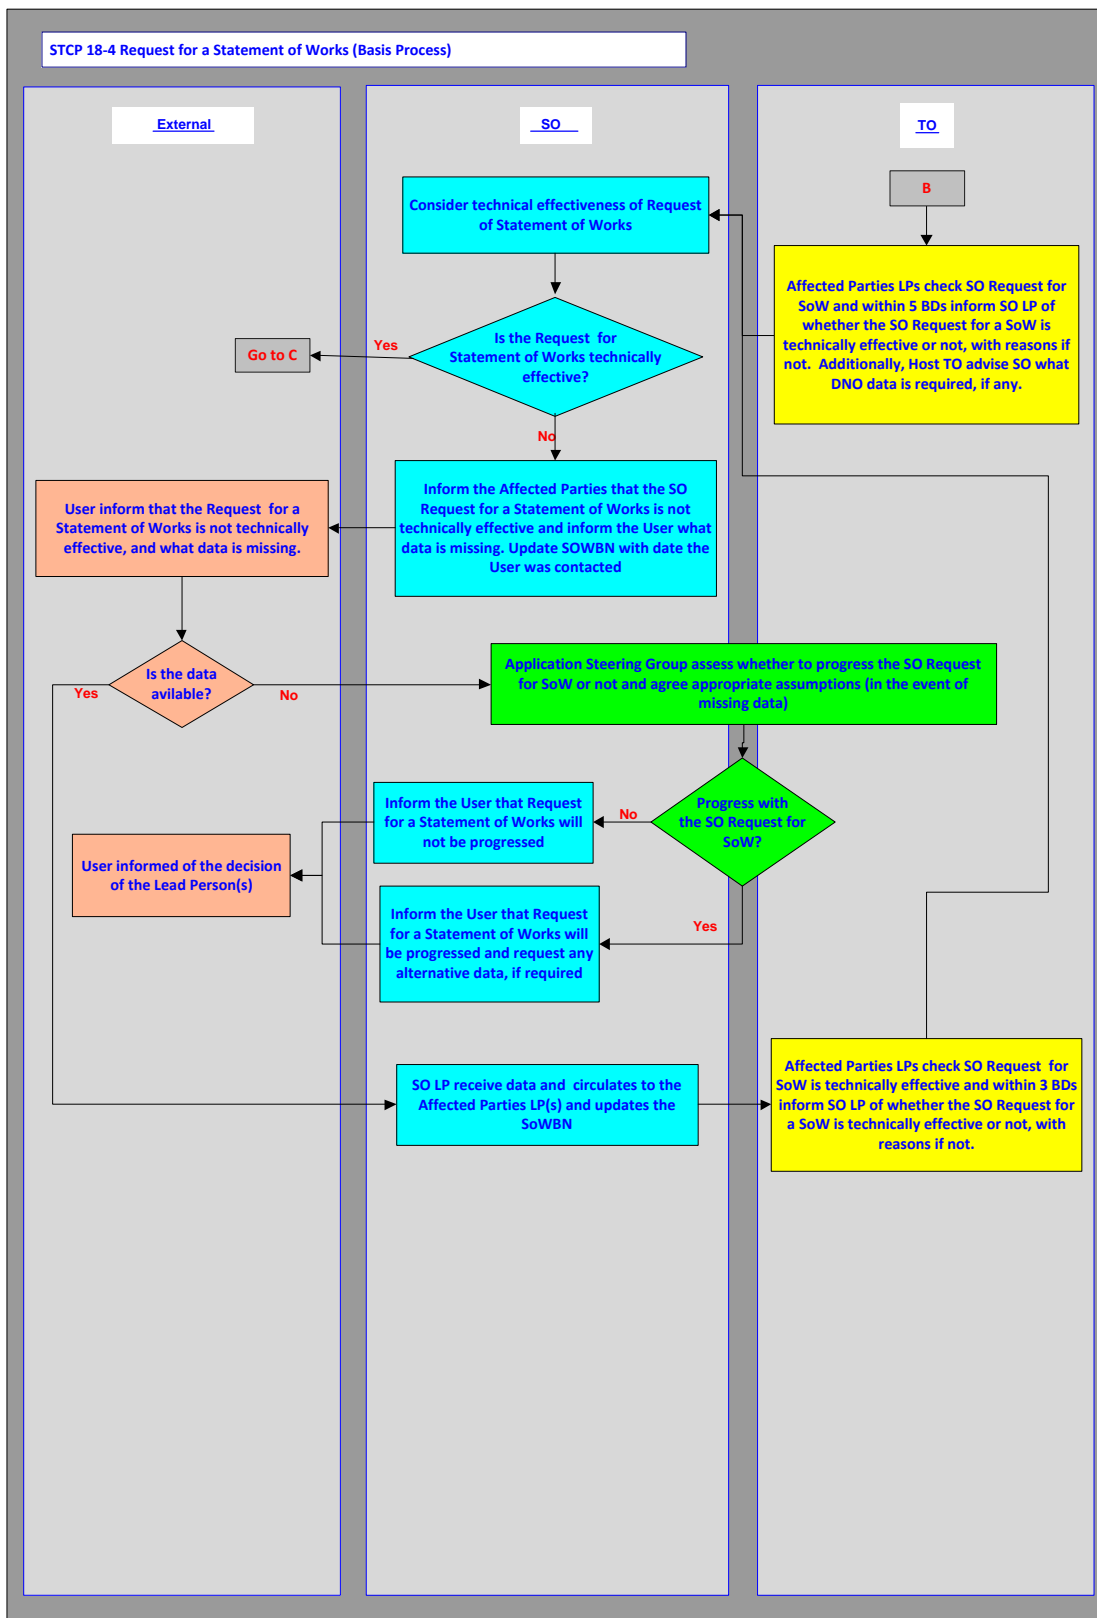 STCP 18-4 Request for a Statement of Works (Basis Process)
External
SO
TO
B
Consider technical effectiveness of Request
of Statement of Works
Affected Parties LPs check SO Request for
SoW and within 5 BDs inform SO LP of
whether the SO Request for a SoW is
technically effective or not, with reasons if
not. Additionally, Host TO advise SO what
DNO data is required, if any.
Is the Request for
Statement of Works technically
effective?
Yes
Go to C
No
Inform the Affected Parties that the SO
Request for a Statement of Works is not
technically effective and inform the User what
data is missing. Update SOWBN with date the
User was contacted
User inform that the Request for a
Statement of Works is not technically
effective, and what data is missing.
Is the data
avilable?
Yes
No
Application Steering Group assess whether to progress the SO Request
for SoW or not and agree appropriate assumptions (in the event of
missing data)
Progress with
the SO Request for
SoW?
No
Inform the User that Request
for a Statement of Works will
not be progressed
User informed of the decision
of the Lead Person(s)
Yes
Inform the User that Request
for a Statement of Works will
be progressed and request any
alternative data, if required
SO LP receive data and circulates to the
Affected Parties LP(s) and updates the
SoWBN
Affected Parties LPs check SO Request for
SoW is technically effective and within 3 BDs
inform SO LP of whether the SO Request for
a SoW is technically effective or not, with
reasons if not.